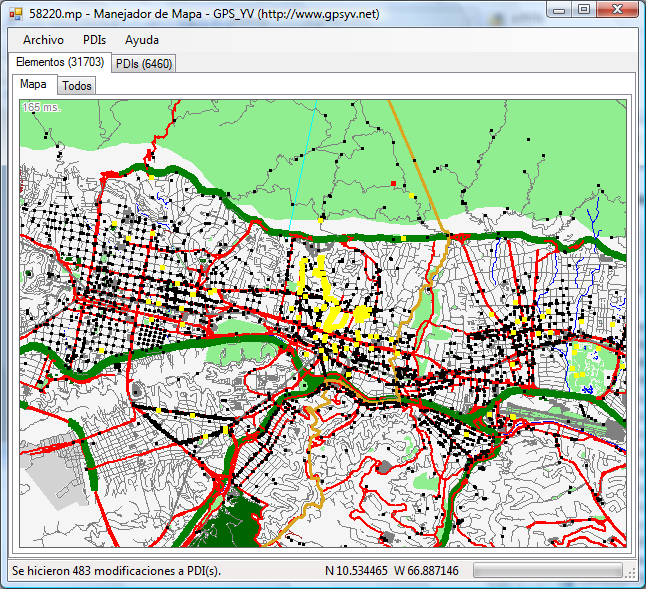 58220.mp - Manejador de Mapa - GPS_YV (http://www.gpsyv.net)
Archivo PDIs Ayuda
Elementos (31703) PDIs (6460)
Mapa Todos
165 ms.
Se hicieron 483 modificaciones a PDI(s). N 10.534465 W 66.887146